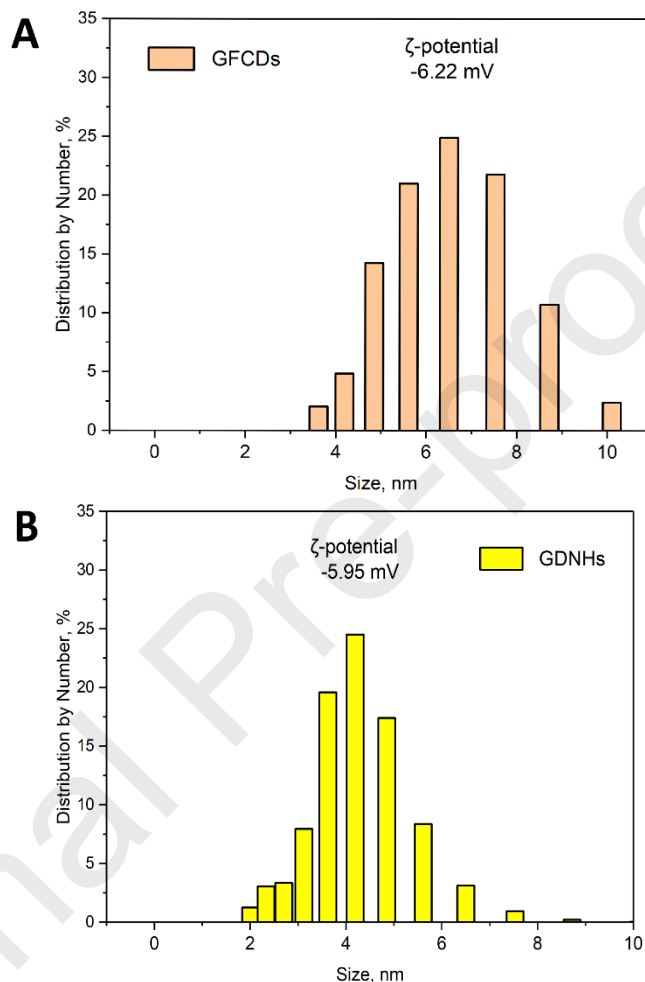 A
35
30
25
20
15
10
5
0
Distribution by Number, %
GFCDs
ζ-potential
-6.22 mV
0 2 4 6 8 10
Size, nm
B
35
30
25
20
15
10
5
0
Distribution by Number, %
ζ-potential
-5.95 mV
GDNHs
0 2 4 6 8 10
Size, nm
nal Pre-proo